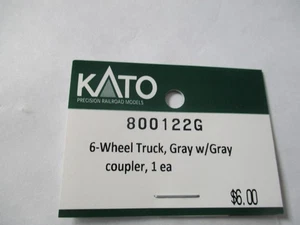 KATO
PRECISION RAILROAD MODELS
800122G
6-Wheel Truck, Gray w/Gray
coupler, 1 ea
$6.00